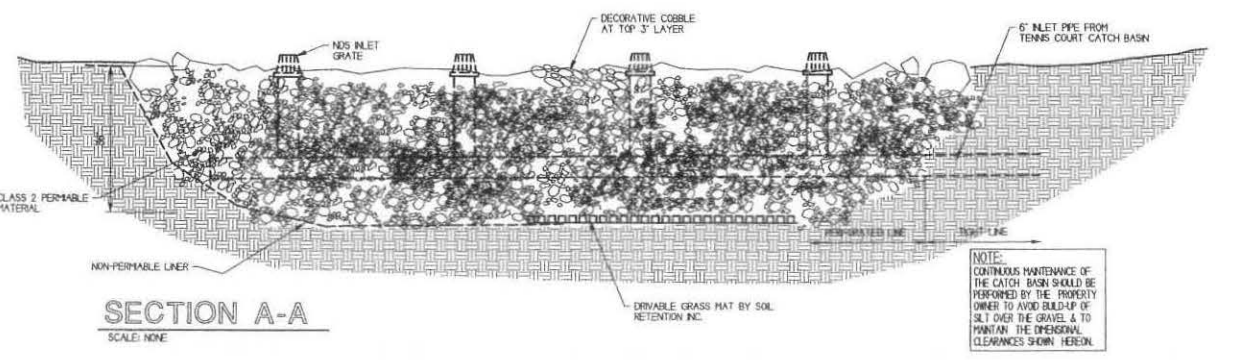 DECORATIVE COBBLE
AT TOP 3" LAYER
NDS INLET
GRATE
6" INLET PIPE FROM
TENNIS COURT CATCH BASIN
36"
CLASS 2 PERMIABLE
MATERIAL
NON-PERMIABLE LINER
PERFORATED LINE
TIGHT LINE
DRIVABLE GRASS MAT BY SOIL
RETENTION INC.
SECTION A-A
SCALE: NONE
NOTE:
CONTINUOUS MAINTENANCE OF
THE CATCH BASIN SHOULD BE
PERFORMED BY THE PROPERTY
OWNER TO AVOID BUILD-UP OF
SILT OVER THE GRAVEL & TO
MAINTAIN THE DIMENSIONAL
CLEARANCES SHOWN HEREON.